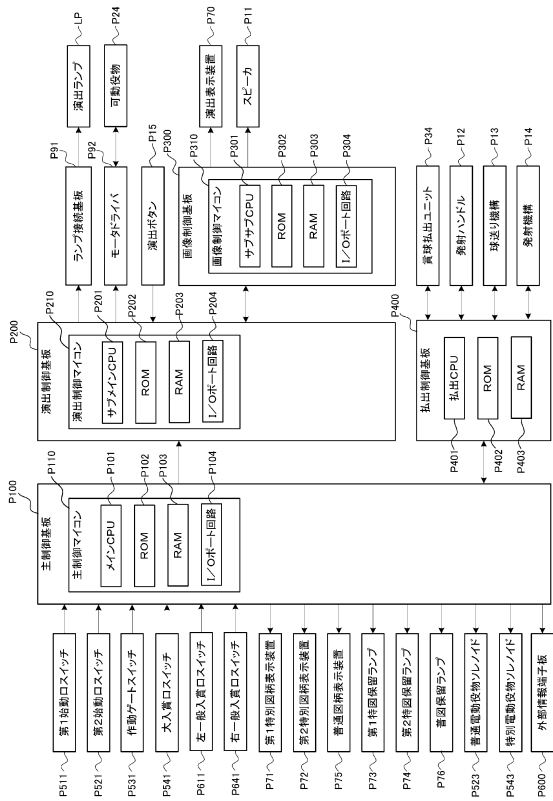 P100
主制御基板
P110
主制御マイコン
P101
メインCPU
P102
ROM
P103
RAM
P104
I/Oポート回路
P200
演出制御基板
P210
演出制御マイコン
P201
サブメインCPU
P202
ROM
P203
RAM
P204
I/Oポート回路
P91
ランプ接続基板
LP
演出ランプ
P92
モータドライバ
P24
可動役物
P15
演出ボタン
P300
画像制御基板
P310
画像制御マイコン
P301
サブサブCPU
P302
ROM
P303
RAM
P304
I/Oポート回路
P70
演出表示装置
P11
スピーカ
P400
払出制御基板
P401
払出CPU
P402
ROM
P403
RAM
P34
賞球払出ユニット
P12
発射ハンドル
P13
球送り機構
P14
発射機構
P511
第1始動口スイッチ
P521
第2始動口スイッチ
P531
作動ゲートスイッチ
P541
大入賞口スイッチ
P611
左一般入賞口スイッチ
P641
右一般入賞口スイッチ
P71
第1特別図柄表示装置
P72
第2特別図柄表示装置
P75
普通図柄表示装置
P73
第1特図保留ランプ
P74
第2特図保留ランプ
P76
普図保留ランプ
P523
普通電動役物ソレノイド
P543
特別電動役物ソレノイド
P600
外部情報端子板